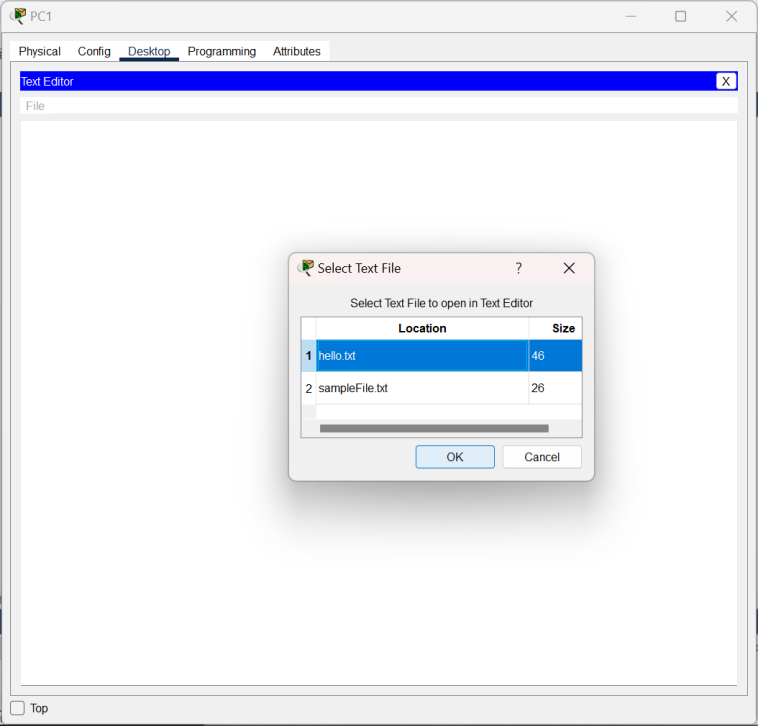 PC1
Physical Config Desktop Programming Attributes
Text Editor X
File
Select Text File ?
Select Text File to open in Text Editor
Location Size
1 hello.txt 46
2 sampleFile.txt 26
OK Cancel
Top